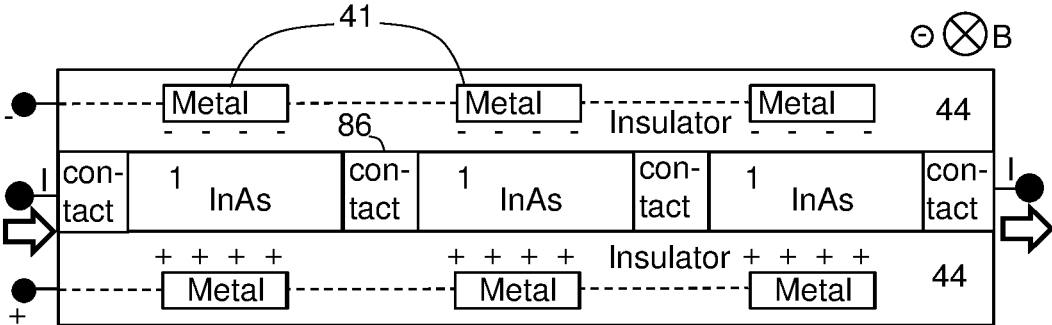 41
⊖ ⊗ B
Metal Metal Metal 44
- - - - - - - - - - - - -
Insulator
86
I con- 1 con- 1 con- 1 con- I
tact InAs tact InAs tact InAs tact
+ + + + + + + + + + + +
Insulator
Metal Metal Metal 44
+